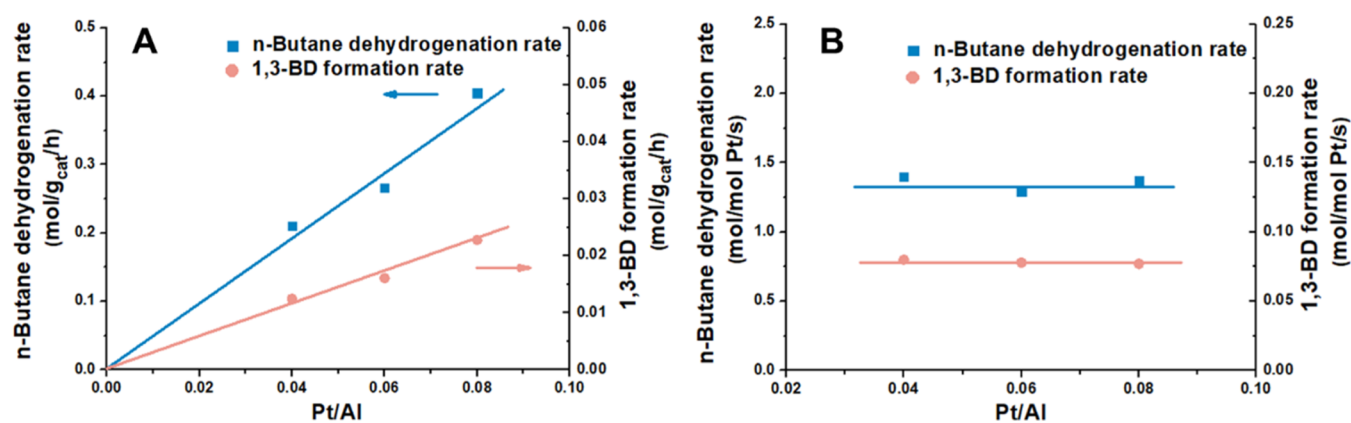 A
n-Butane dehydrogenation rate
1,3-BD formation rate
n-Butane dehydrogenation rate
(mol/gcat/h)
0.5
0.4
0.3
0.2
0.1
0.0
0.00 0.02 0.04 0.06 0.08 0.10
Pt/Al
0.06
0.05
0.04
0.03
0.02
0.01
0.00
1,3-BD formation rate
(mol/gcat/h)
B
n-Butane dehydrogenation rate
1,3-BD formation rate
n-Butane dehydrogenation rate
(mol/mol Pt/s)
2.5
2.0
1.5
1.0
0.5
0.0
0.02 0.04 0.06 0.08 0.10
Pt/Al
0.25
0.20
0.15
0.10
0.05
0.00
1,3-BD formation rate
(mol/mol Pt/s)